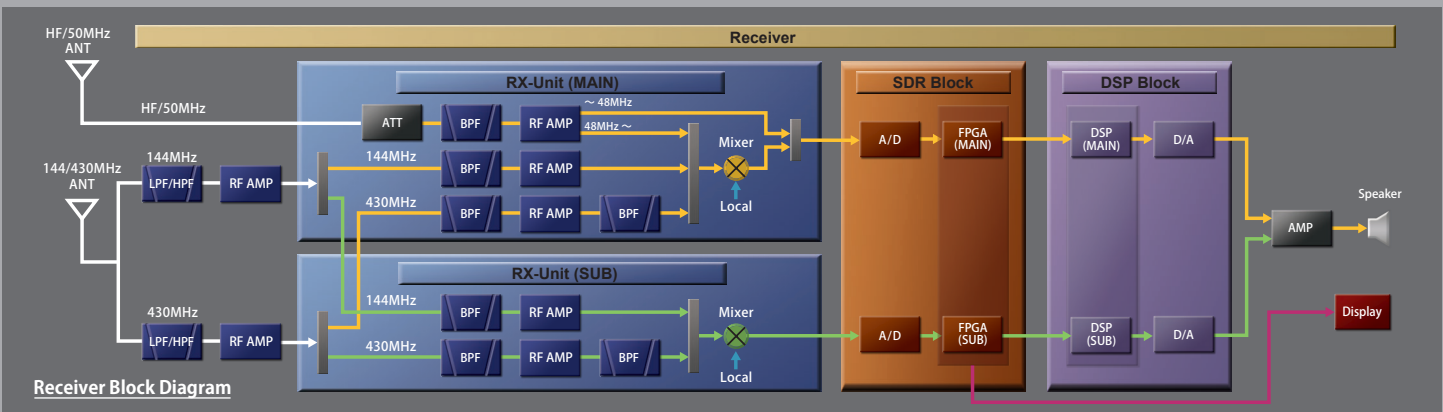 HF/50MHz
ANT
Receiver
RX-Unit (MAIN)
SDR Block
DSP Block
HF/50MHz
ATT
BPF
RF AMP
～ 48MHz
48MHz ～
A/D
FPGA
(MAIN)
DSP
(MAIN)
D/A
144/430MHz
ANT
144MHz
LPF/HPF
RF AMP
144MHz
BPF
RF AMP
Mixer
Local
430MHz
BPF
RF AMP
BPF
Speaker
AMP
RX-Unit (SUB)
144MHz
BPF
RF AMP
Mixer
Local
430MHz
LPF/HPF
RF AMP
430MHz
BPF
RF AMP
BPF
A/D
FPGA
(SUB)
DSP
(SUB)
D/A
Display
Receiver Block Diagram